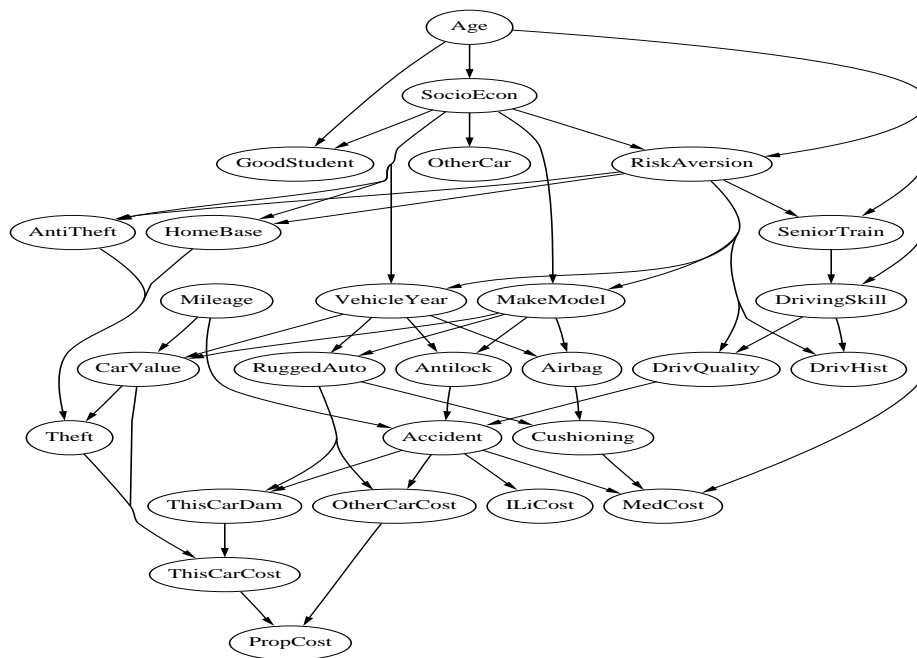 Age
SocioEcon
GoodStudent
OtherCar
RiskAversion
AntiTheft
HomeBase
SeniorTrain
Mileage
VehicleYear
MakeModel
DrivingSkill
CarValue
RuggedAuto
Antilock
Airbag
DrivQuality
DrivHist
Theft
Accident
Cushioning
ThisCarDam
OtherCarCost
ILiCost
MedCost
ThisCarCost
PropCost